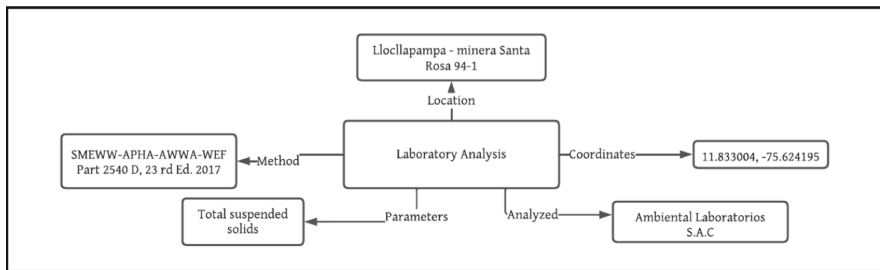 Llocllapampa - minera Santa
Rosa 94-1
Location
SMEWW-APHA-AWWA-WEF
Part 2540 D, 23 rd Ed. 2017
Method
Laboratory Analysis
Coordinates
11.833004, -75.624195
Total suspended
solids
Parameters
Analyzed
Ambiental Laboratorios
S.A.C